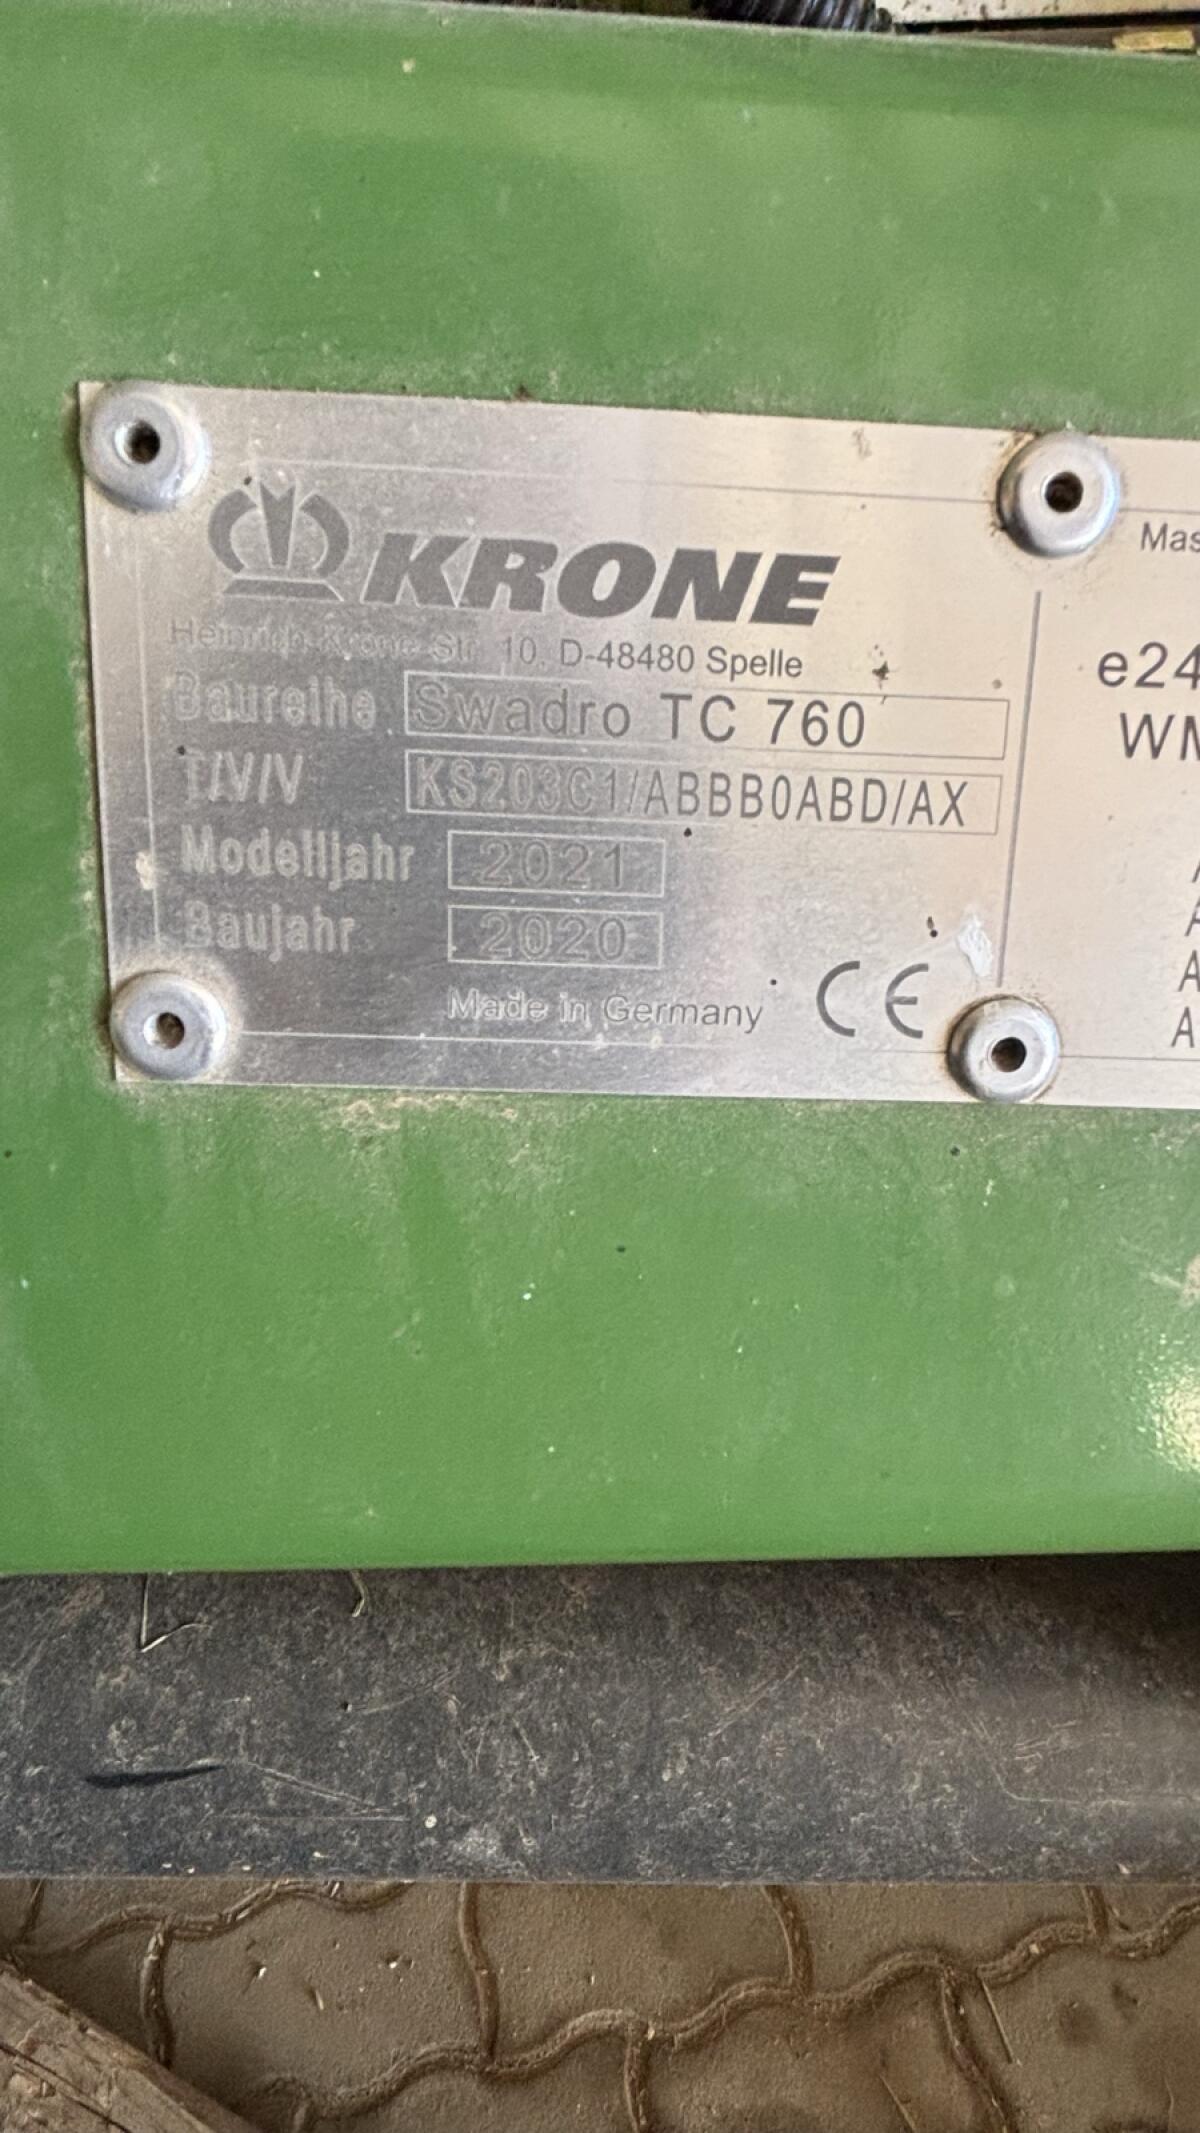 KRONE
Heinrich-Krone-Str. 10, D-48480 Spelle
Baureihe Swadro TC 760
T/V/V KS203C1/ABBB0ABD/AX
Modelljahr 2021
Baujahr 2020
Made in Germany CE
Mas
e24
WM
A
A
A